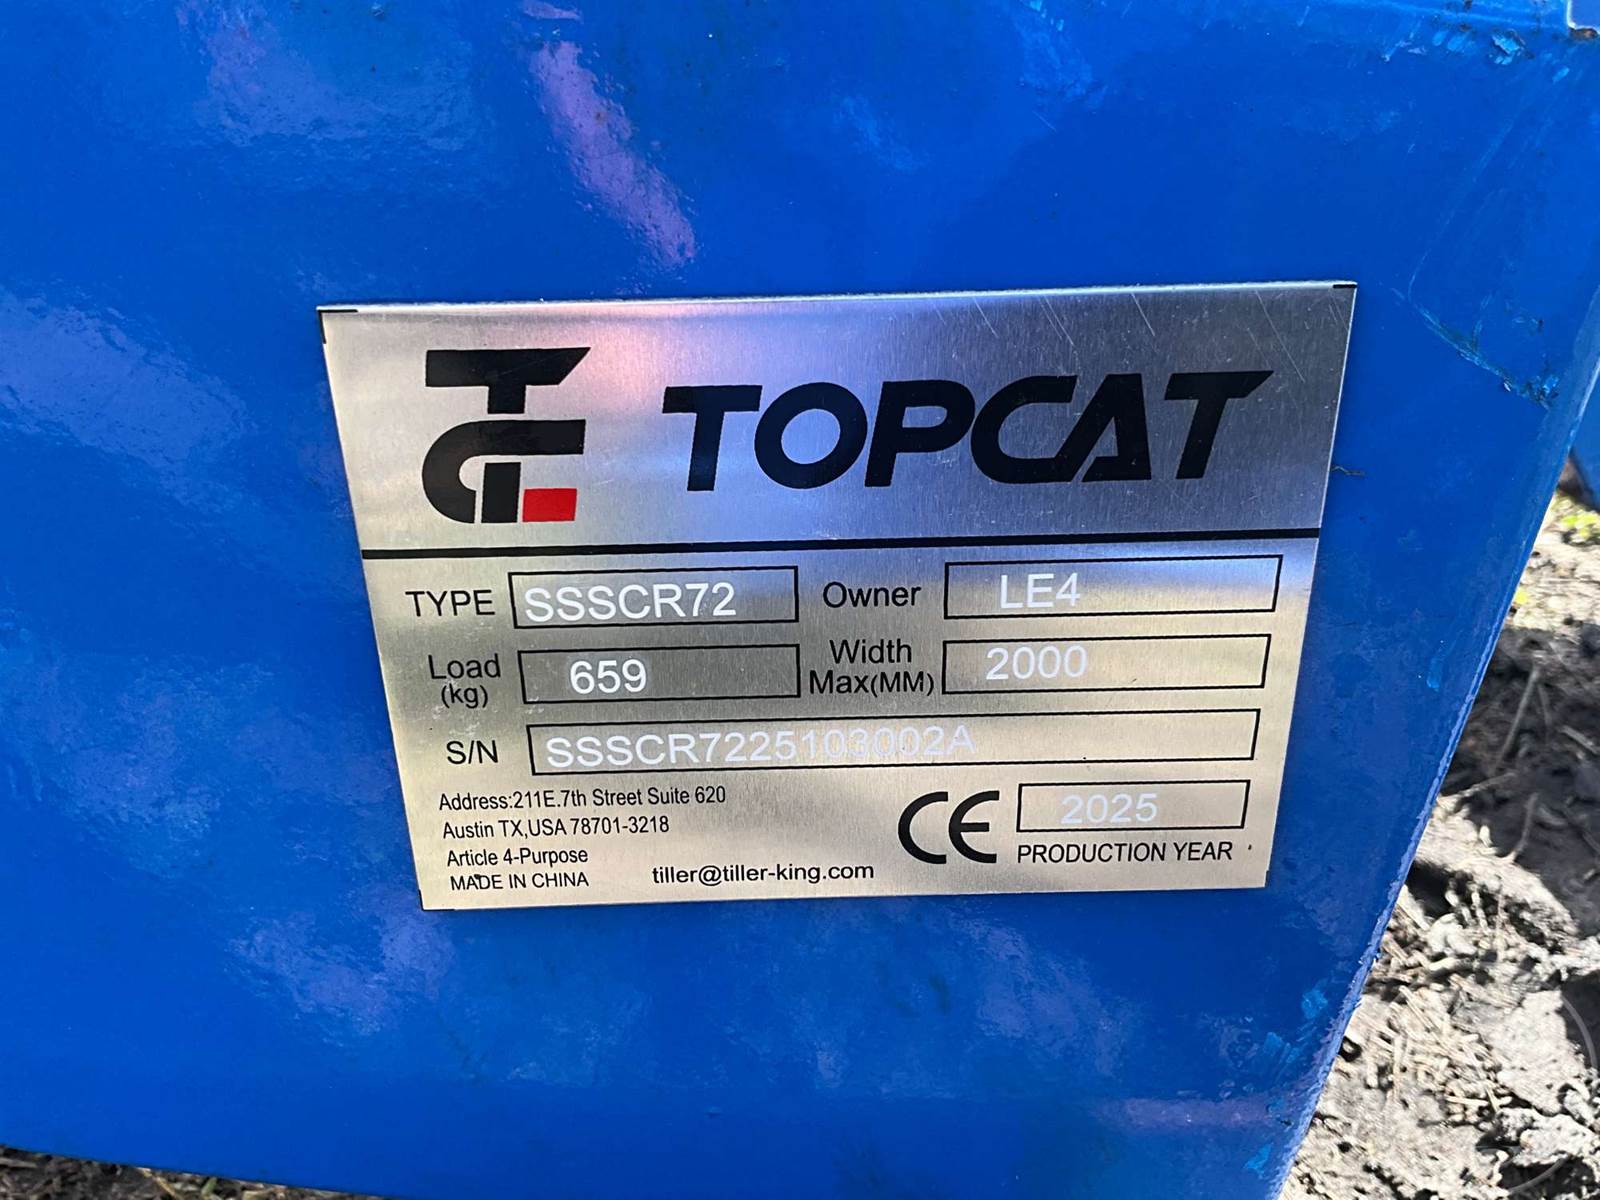 TOPCAT
TYPE SSSCR72 Owner LE4
Load (kg) 659 Width Max(MM) 2000
S/N SSSCR7225103002A
Address:211E.7th Street Suite 620
Austin TX,USA 78701-3218
Article 4-Purpose
MADE IN CHINA
tiller@tiller-king.com
CE 2025
PRODUCTION YEAR